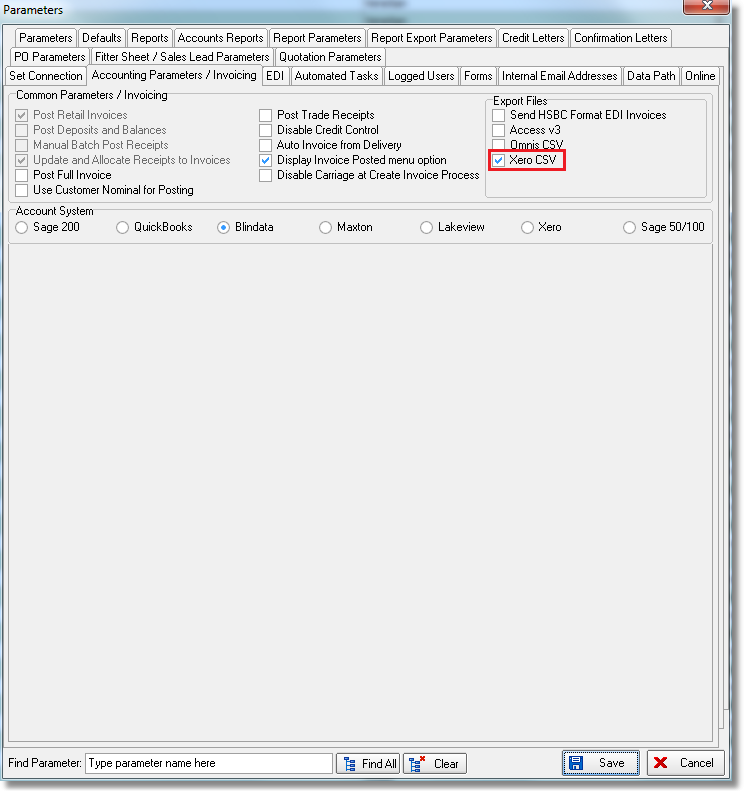 Parameters
Parameters Defaults Reports Accounts Reports Report Parameters Report Export Parameters Credit Letters Confirmation Letters
PO Parameters Fitter Sheet / Sales Lead Parameters Quotation Parameters
Set Connection Accounting Parameters / Invoicing EDI Automated Tasks Logged Users Forms Internal Email Addresses Data Path Online
Common Parameters / Invoicing
Post Retail Invoices
Post Deposits and Balances
Manual Batch Post Receipts
Update and Allocate Receipts to Invoices
Post Full Invoice
Use Customer Nominal for Posting
Post Trade Receipts
Disable Credit Control
Auto Invoice from Delivery
Display Invoice Posted menu option
Disable Carriage at Create Invoice Process
Export Files
Send HSBC Format EDI Invoices
Access v3
Omnis CSV
Xero CSV
Account System
Sage 200 QuickBooks Blindata Maxton Lakeview Xero Sage 50/100
Find Parameter: Type parameter name here Find All Clear Save Cancel